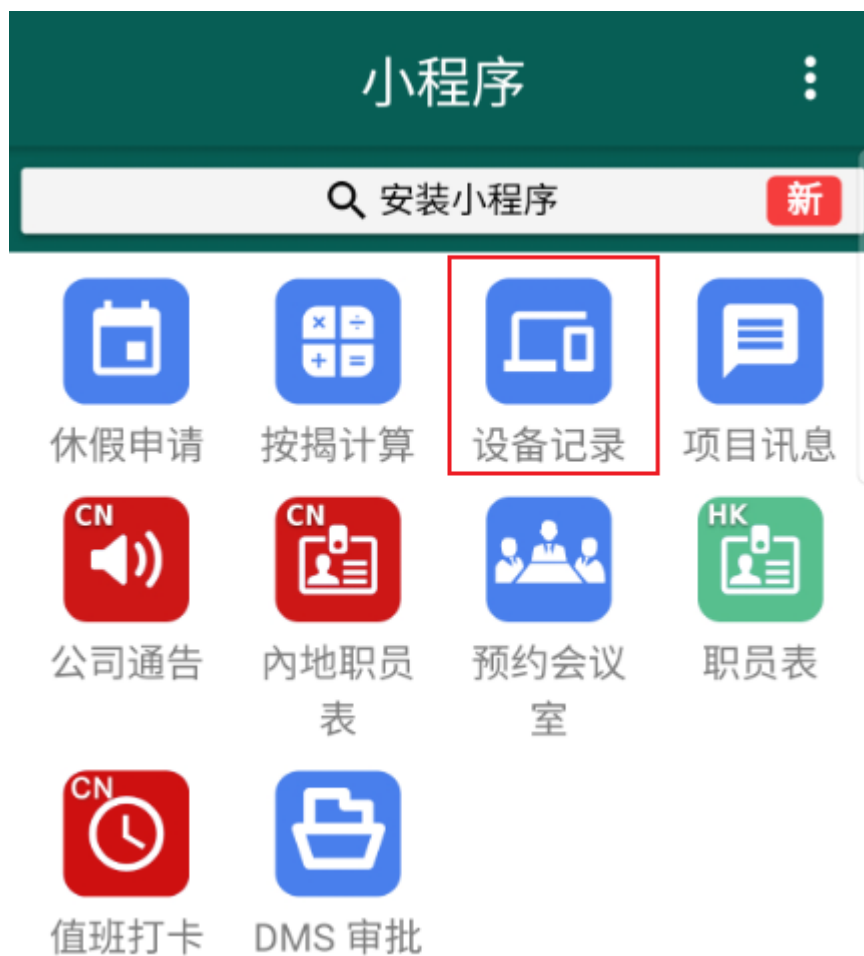 小程序
安装小程序 新
休假申请 按揭计算 设备记录 项目讯息
CN CN HK
公司通告 內地职员表 预约会议室 职员表
CN
值班打卡 DMS 审批